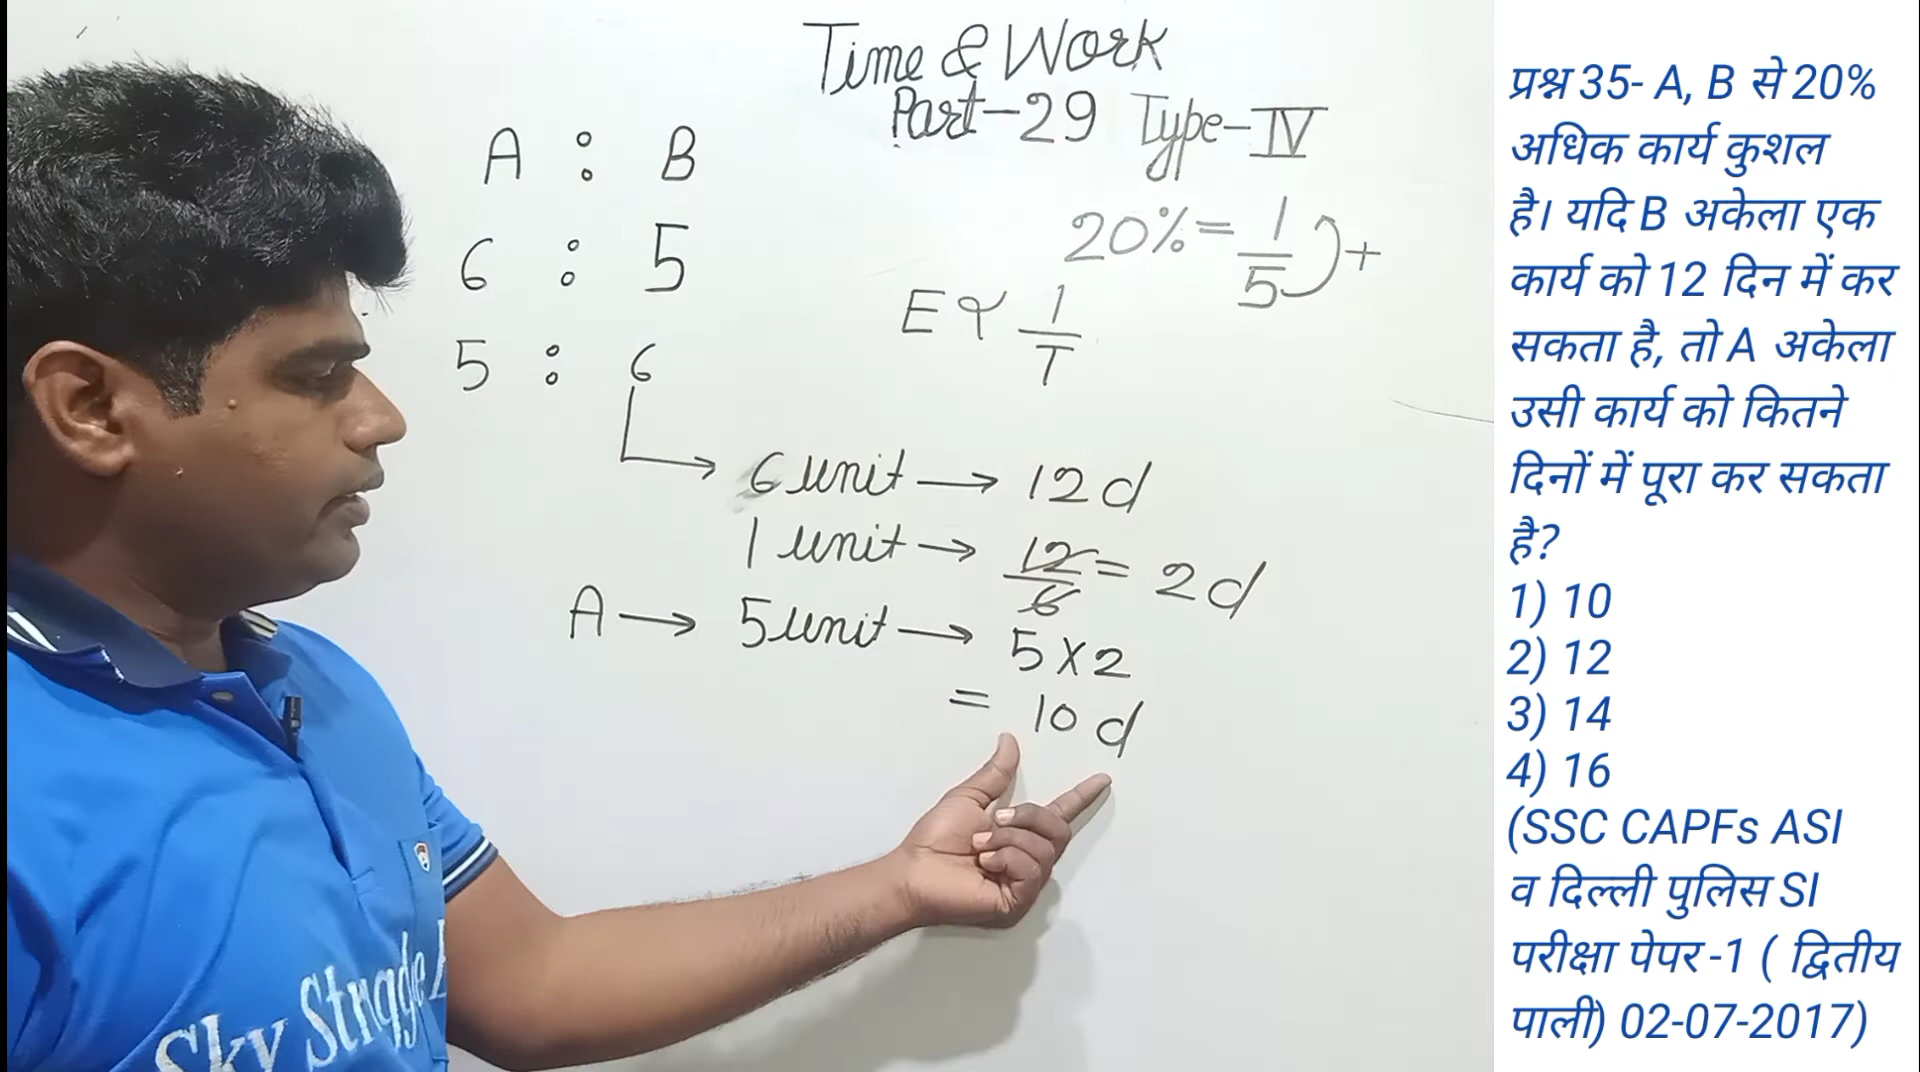 Time & Work
Part-29 Type-IV
A : B
6 : 5
5 : 6
20% = 1/5 ) +
E ∝ 1/T
6 unit → 12 d
1 unit → 12/6 = 2 d
A → 5 unit → 5 × 2
= 10 d
Sky Struggle
प्रश्न 35- A, B से 20%
अधिक कार्य कुशल
है। यदि B अकेला एक
कार्य को 12 दिन में कर
सकता है, तो A अकेला
उसी कार्य को कितने
दिनों में पूरा कर सकता
है?
1) 10
2) 12
3) 14
4) 16
(SSC CAPFs ASI
व दिल्ली पुलिस SI
परीक्षा पेपर -1 ( द्वितीय
पाली) 02-07-2017)